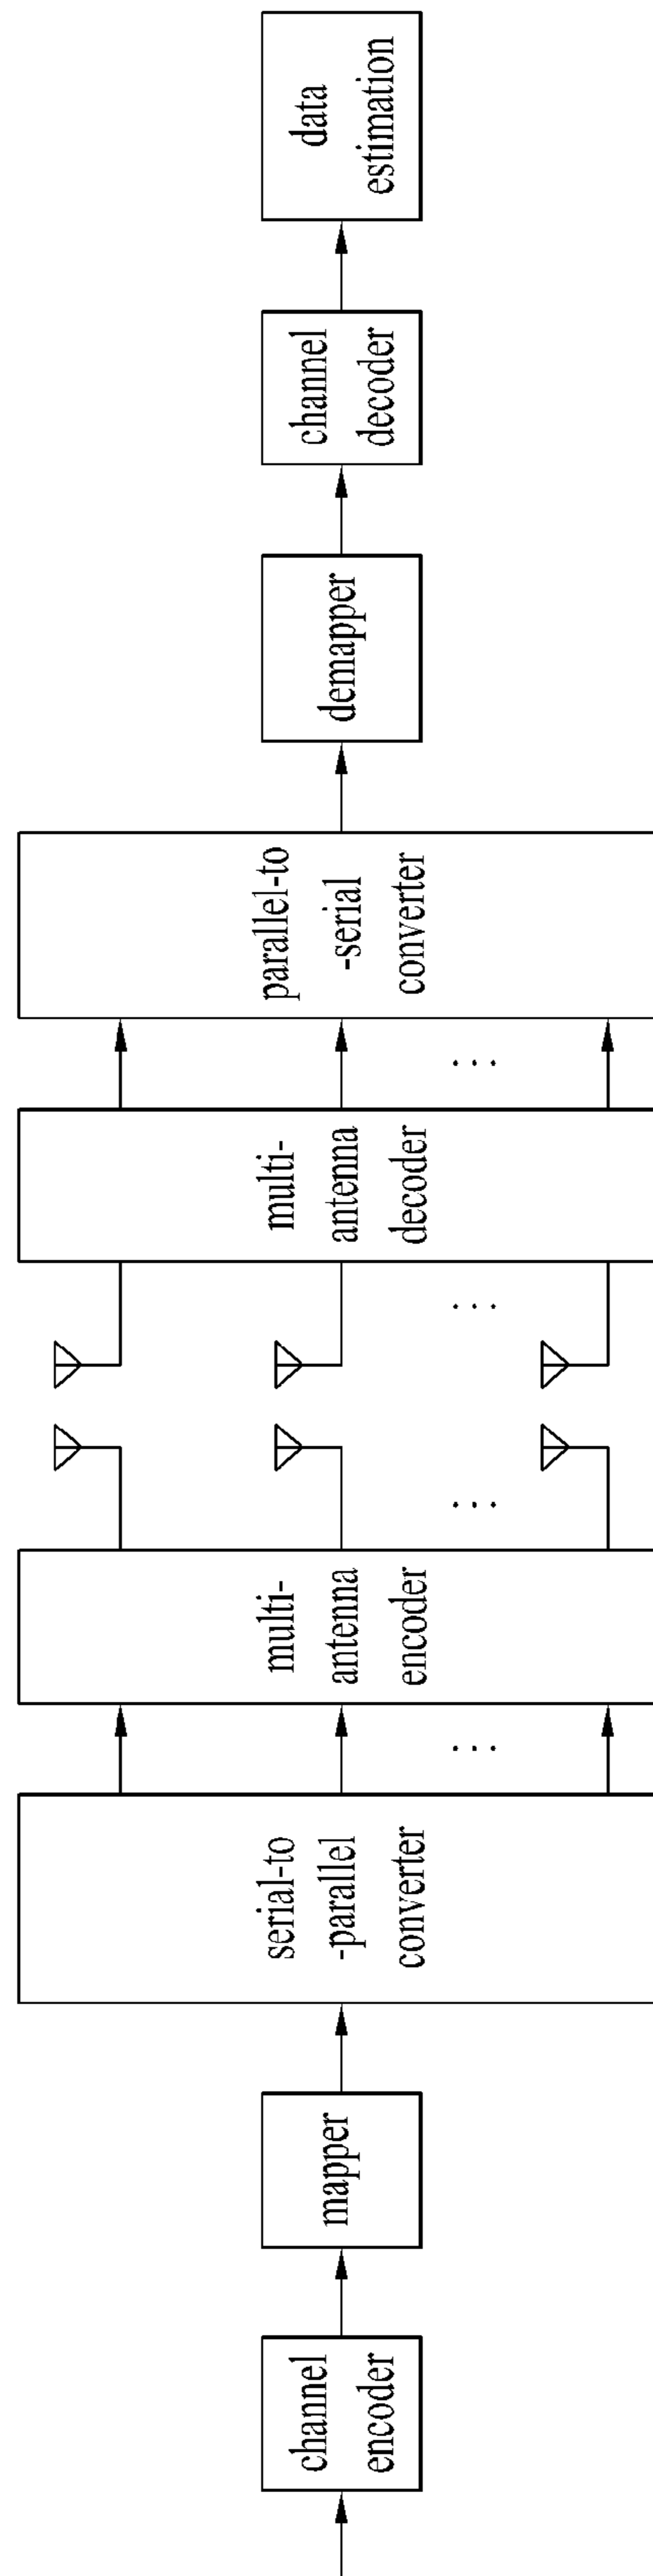 channel
encoder
mapper
serial-to
-parallel
converter
. . .
multi-
antenna
encoder
. . .
. . .
multi-
antenna
decoder
. . .
parallel-to
-serial
converter
demapper
channel
decoder
data
estimation